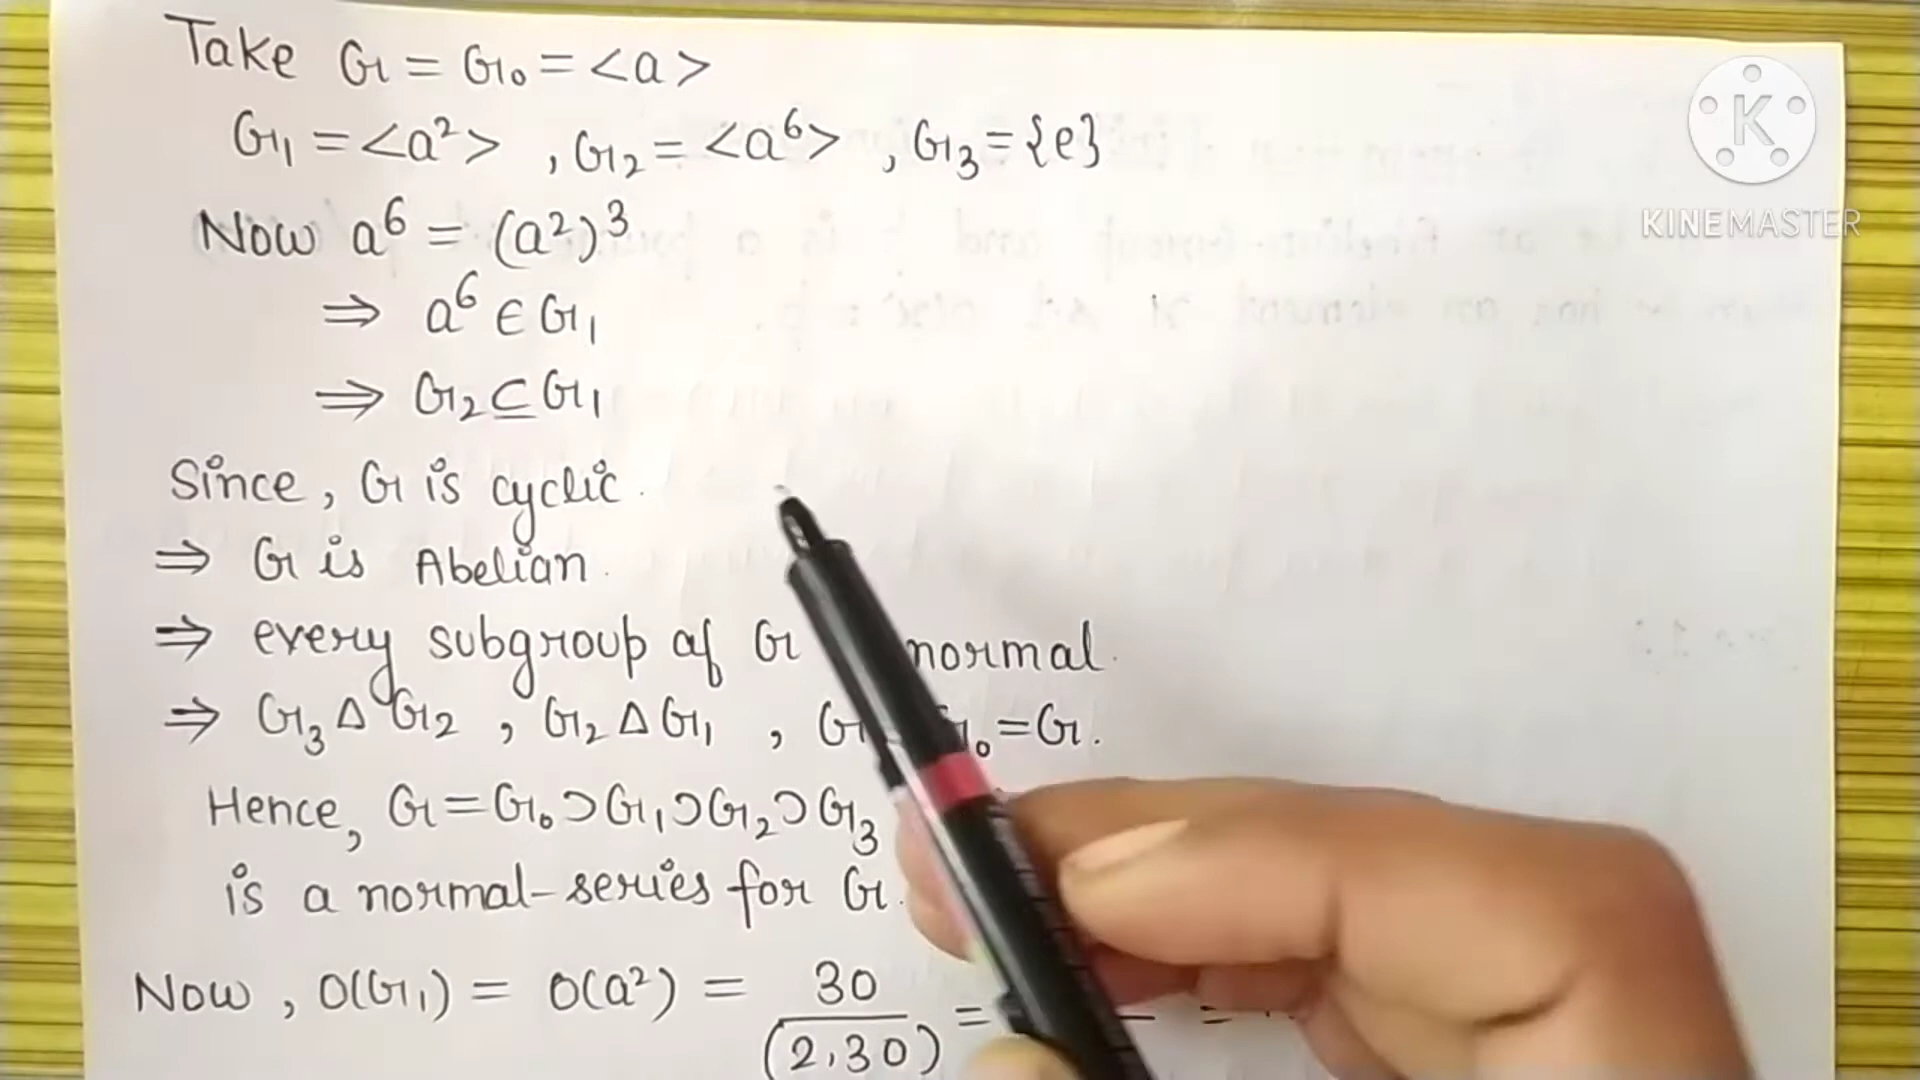 Take G = G₀ = <a>
G₁ = <a²> , G₂ = <a⁶> , G₃ = {e}
Now a⁶ = (a²)³
⇒ a⁶ ∈ G₁
⇒ G₂ ⊆ G₁
Since, G is cyclic.
⇒ G is Abelian.
⇒ every subgroup of G normal.
⇒ G₃ Δ G₂ , G₂ Δ G₁ , G₀ = G.
Hence, G = G₀ ⊃ G₁ ⊃ G₂ ⊃ G₃
is a normal-series for G.
Now, O(G₁) = O(a²) = 30/(2,30) =
K
KINEMASTER